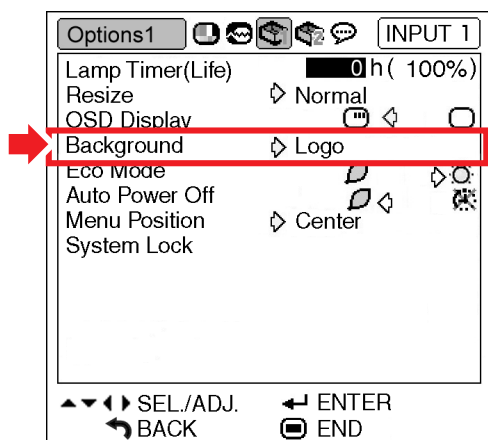 Options1 INPUT 1
Lamp Timer(Life) 0 h ( 100%)
Resize Normal
OSD Display
Background Logo
Eco Mode
Auto Power Off
Menu Position Center
System Lock
SEL./ADJ. ENTER
BACK END